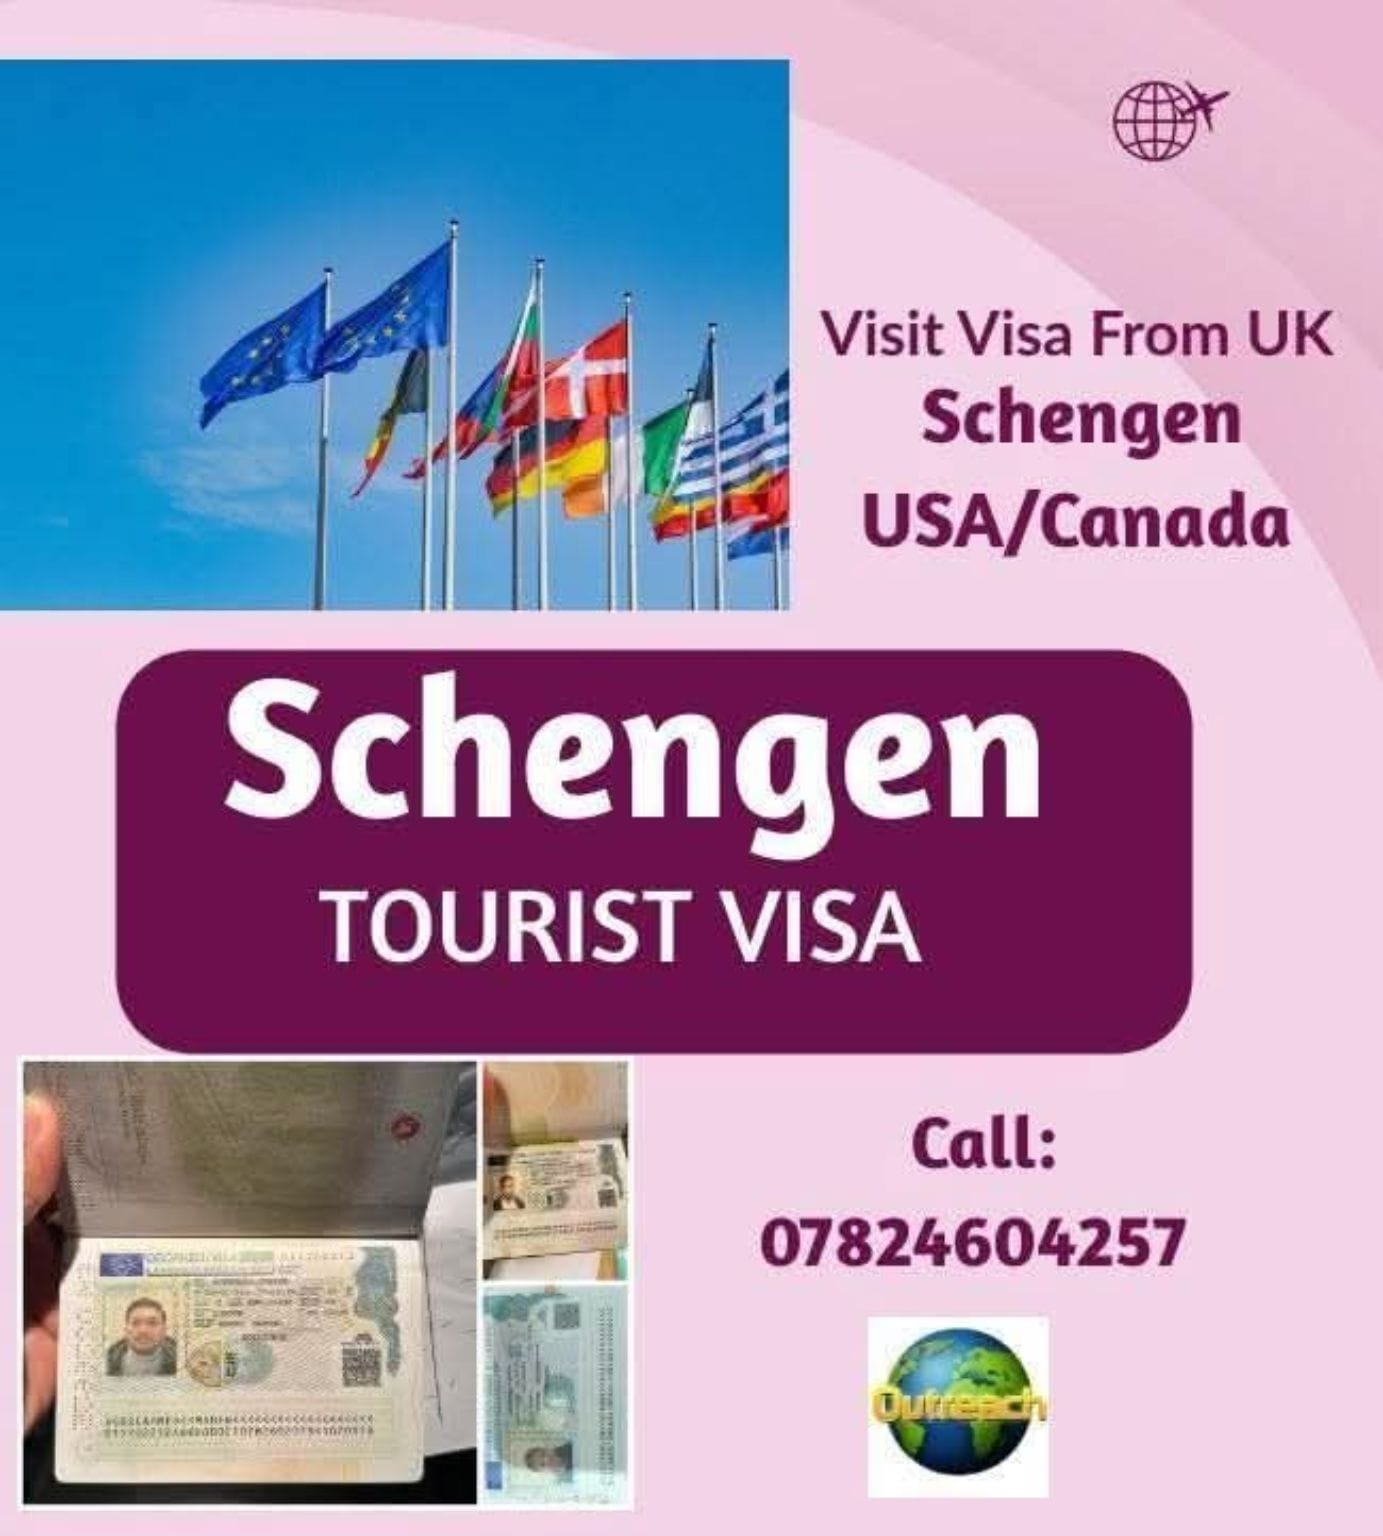 Visit Visa From UK
Schengen
USA/Canada
Schengen
TOURIST VISA
Call:
07824604257
Outreach